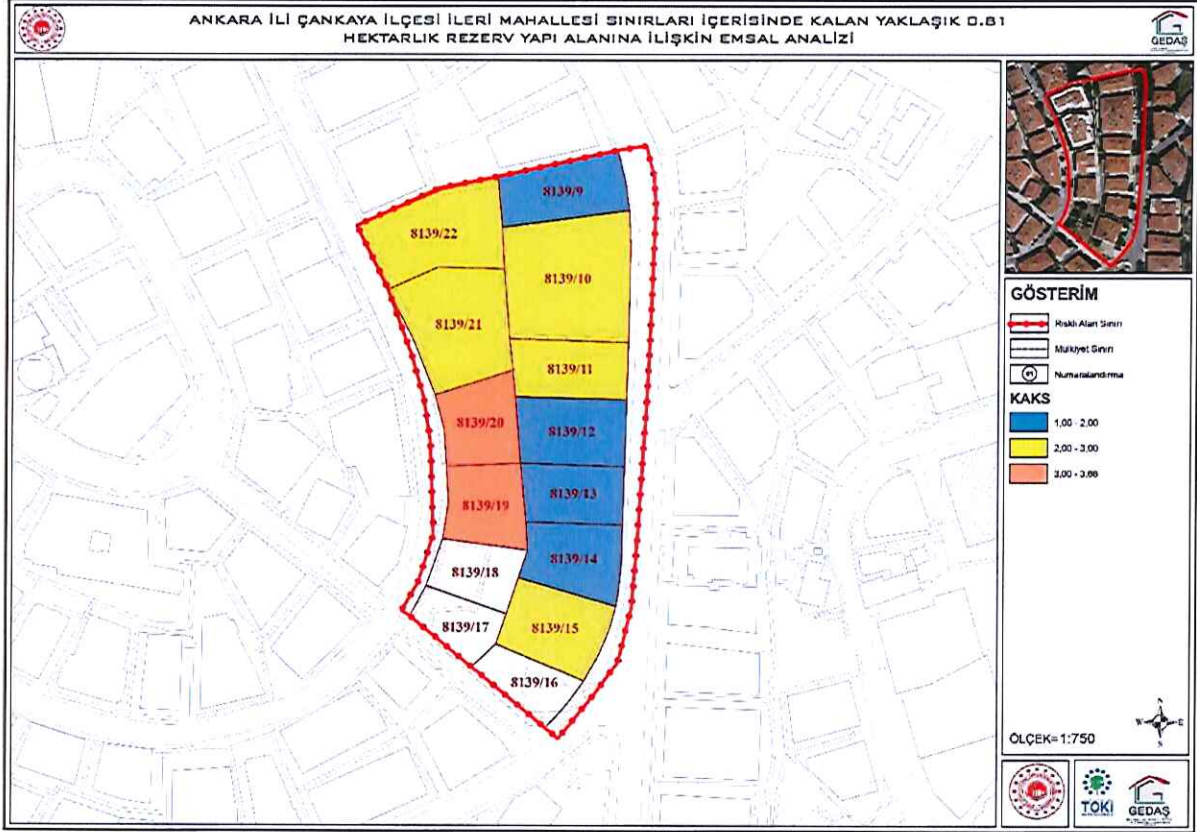 ANKARA İLİ ÇANKAYA İLÇESİ İLERİ MAHALLESİ SINIRLARI İÇERİSİNDE KALAN YAKLAŞIK 0.81
HEKTARLIK REZERV YAPI ALANINA İLİŞKİN EMSAL ANALİZİ
GEDAŞ
8139/9
8139/22
8139/10
8139/21
8139/11
8139/20
8139/12
8139/13
8139/19
8139/14
8139/18
8139/15
8139/17
8139/16
GÖSTERİM
Riskli Alan Sınırı
Mülkiyet Sınırı
Numaralandırma
KAKS
1,00 - 2,00
2,00 - 3,00
3,00 - 3,66
N
W E
S
ÖLÇEK=1:750
TOKİ
GEDAŞ